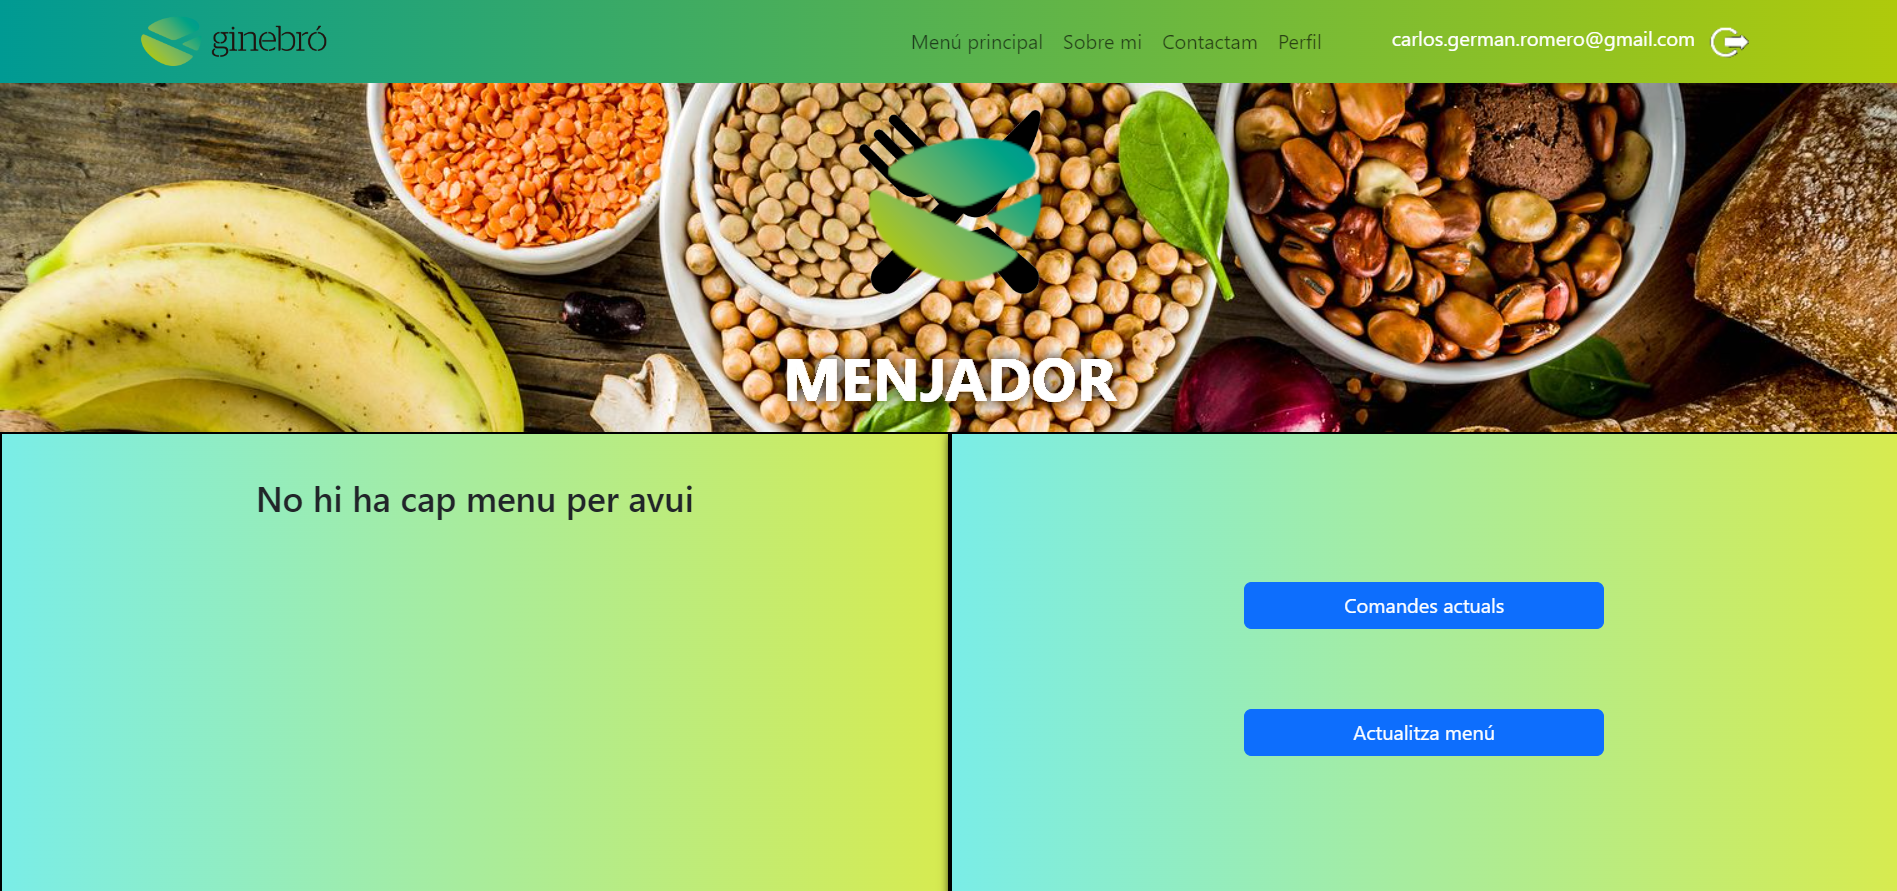 ginebró
Menú principal Sobre mi Contactam Perfil carlos.german.romero@gmail.com
MENJADOR
No hi ha cap menu per avui
Comandes actuals
Actualitza menú